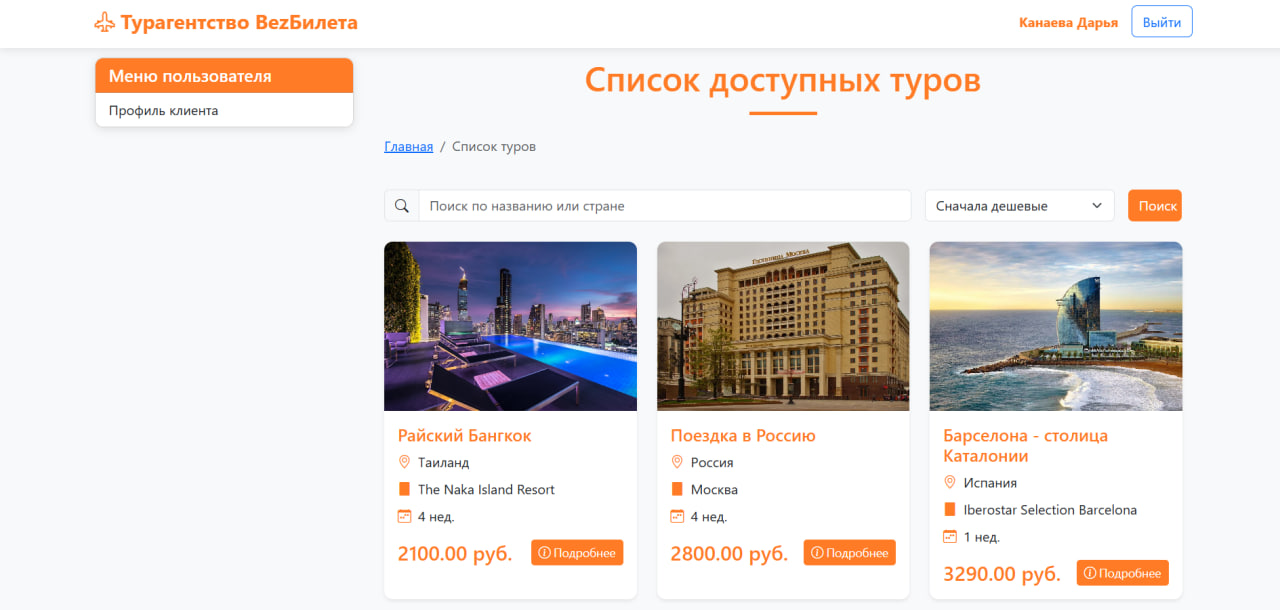 Турагентство BezБилета
Канаева Дарья
Выйти
Меню пользователя
Профиль клиента
Список доступных туров
Главная / Список туров
Поиск по названию или стране
Сначала дешевые
Поиск
ГОСТИНИЦА МОСКВА
Райский Бангкок
Таиланд
The Naka Island Resort
4 нед.
2100.00 руб.
Подробнее
Поездка в Россию
Россия
Москва
4 нед.
2800.00 руб.
Подробнее
Барселона - столица
Каталонии
Испания
Iberostar Selection Barcelona
1 нед.
3290.00 руб.
Подробнее